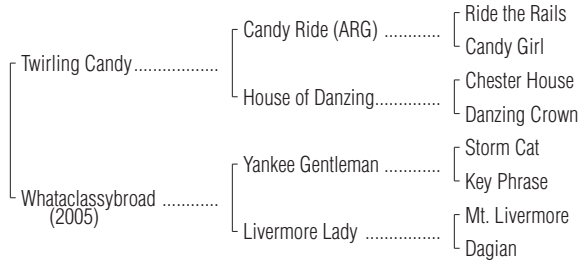 Ride the Rails
Candy Ride (ARG) ............
Candy Girl
Twirling Candy..................
Chester House
House of Danzing..............
Danzing Crown
Storm Cat
Yankee Gentleman ............
Key Phrase
Whataclassybroad ............
(2005)
Mt. Livermore
Livermore Lady ................
Dagian